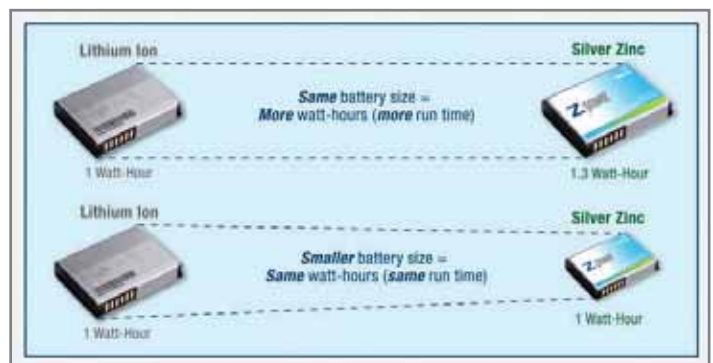 Lithium Ion
Silver Zinc
Same battery size =
More watt-hours (more run time)
1 Watt-Hour
1.3 Watt-Hour
Lithium Ion
Silver Zinc
Smaller battery size =
Same watt-hours (same run time)
1 Watt-Hour
1 Watt-Hour